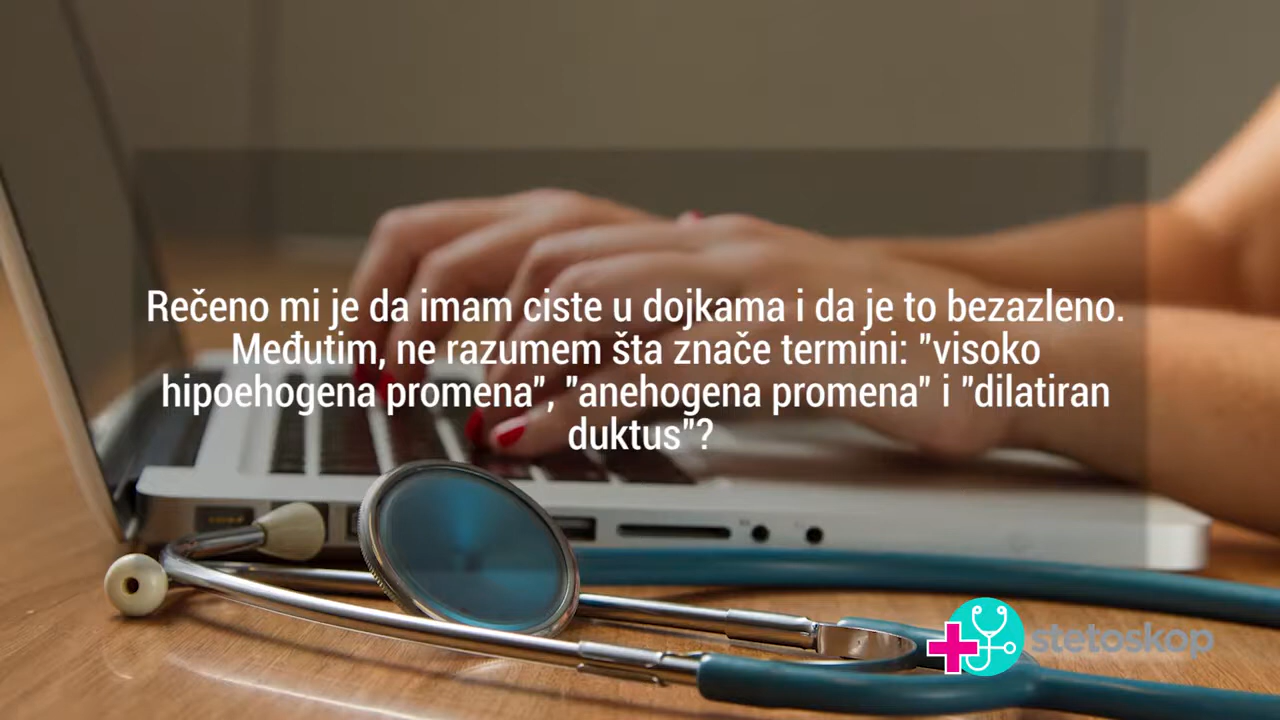 Rečeno mi je da imam ciste u dojkama i da je to bezazleno.
Međutim, ne razumem šta znače termini: "visoko
hipoehogena promena", "anehogena promena" i "dilatiran
duktus"?
stetoskop